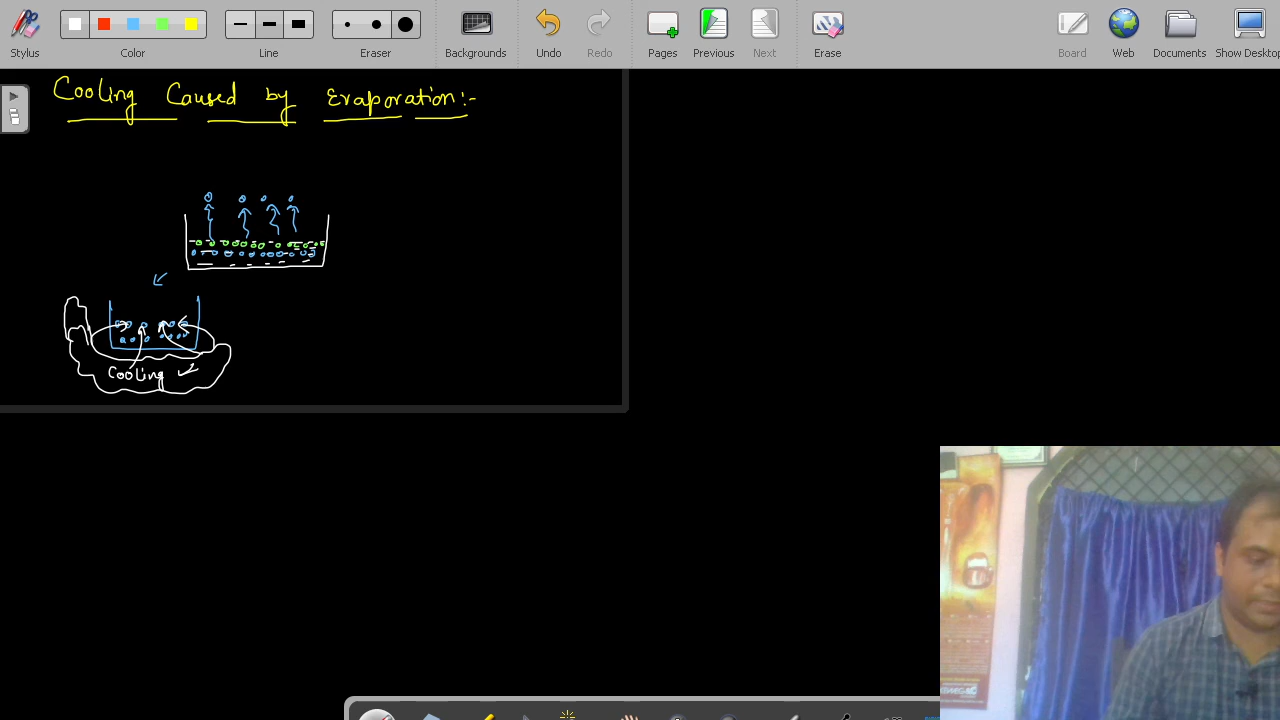 Stylus
Color
Line
Eraser
Backgrounds
Undo
Redo
Pages
Previous
Next
Erase
Board
Web
Documents
Show Deskto
Cooling Caused by Evaporation:-
Cooling